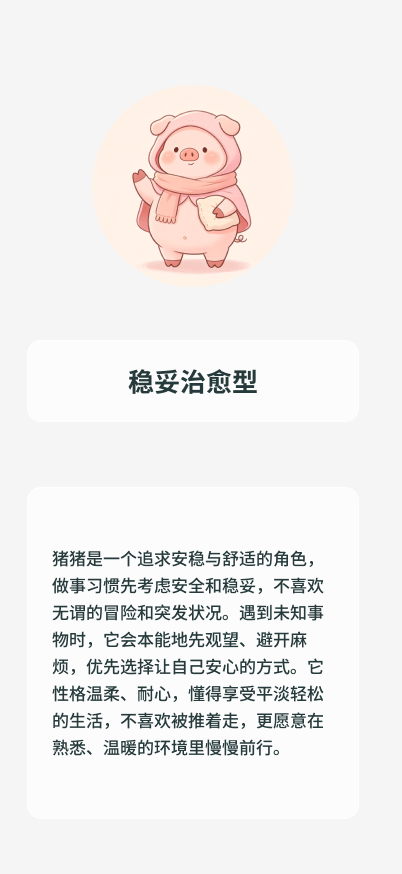 稳妥治愈型
猪猪是一个追求安稳与舒适的角色，
做事习惯先考虑安全和稳妥，不喜欢
无谓的冒险和突发状况。遇到未知事
物时，它会本能地先观望、避开麻
烦，优先选择让自己安心的方式。它
性格温柔、耐心，懂得享受平淡轻松
的生活，不喜欢被推着走，更愿意在
熟悉、温暖的环境里慢慢前行。